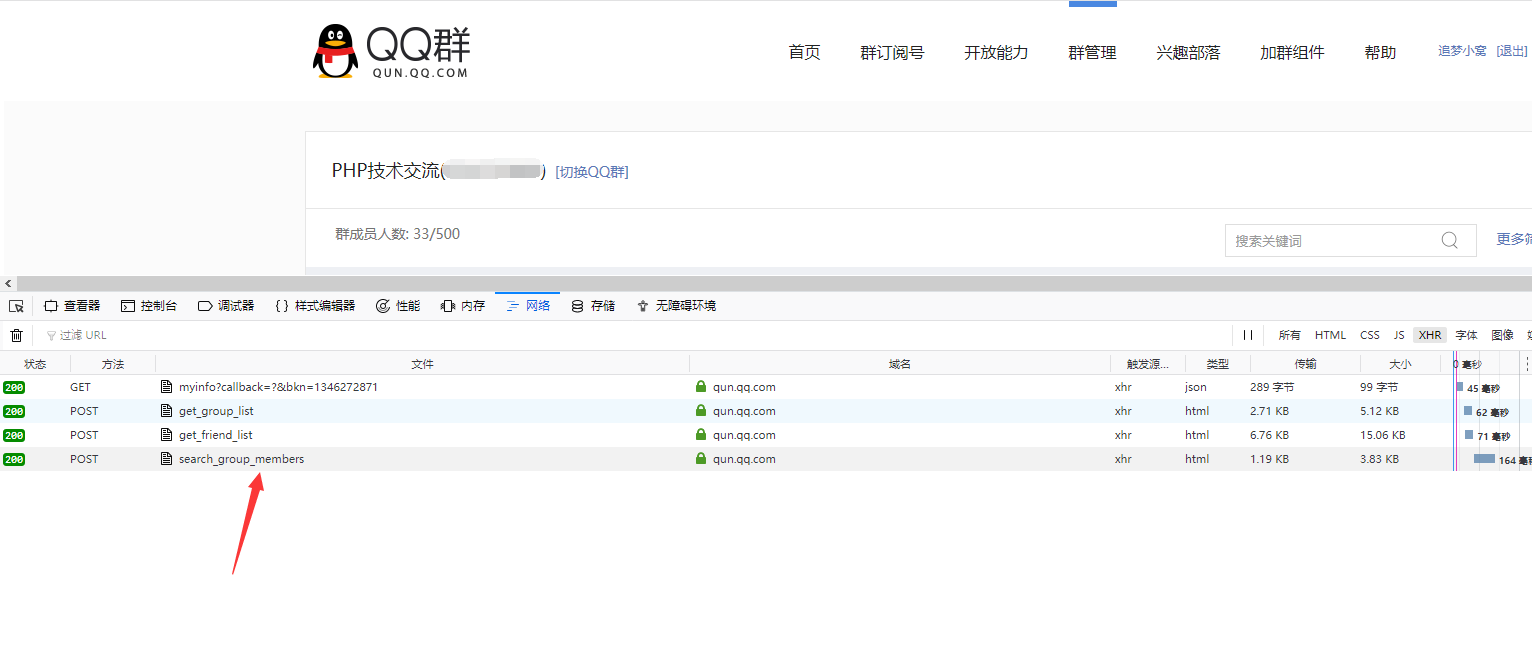 QQ群
QUN.QQ.COM
首页 群订阅号 开放能力 群管理 兴趣部落 加群组件 帮助 追梦小窝 [退出]
PHP技术交流( ) [切换QQ群]
群成员人数: 33/500
搜索关键词 更多筛
查看器 控制台 调试器 {} 样式编辑器 性能 内存 网络 存储 无障碍环境
过滤 URL 所有 HTML CSS JS XHR 字体 图像
状态 方法 文件 域名 触发源... 类型 传输 大小 0 毫秒
200 GET myinfo?callback=?&bkn=1346272871 qun.qq.com xhr json 289 字节 99 字节 45 毫秒
200 POST get_group_list qun.qq.com xhr html 2.71 KB 5.12 KB 62 毫秒
200 POST get_friend_list qun.qq.com xhr html 6.76 KB 15.06 KB 71 毫秒
200 POST search_group_members qun.qq.com xhr html 1.19 KB 3.83 KB 164 毫秒